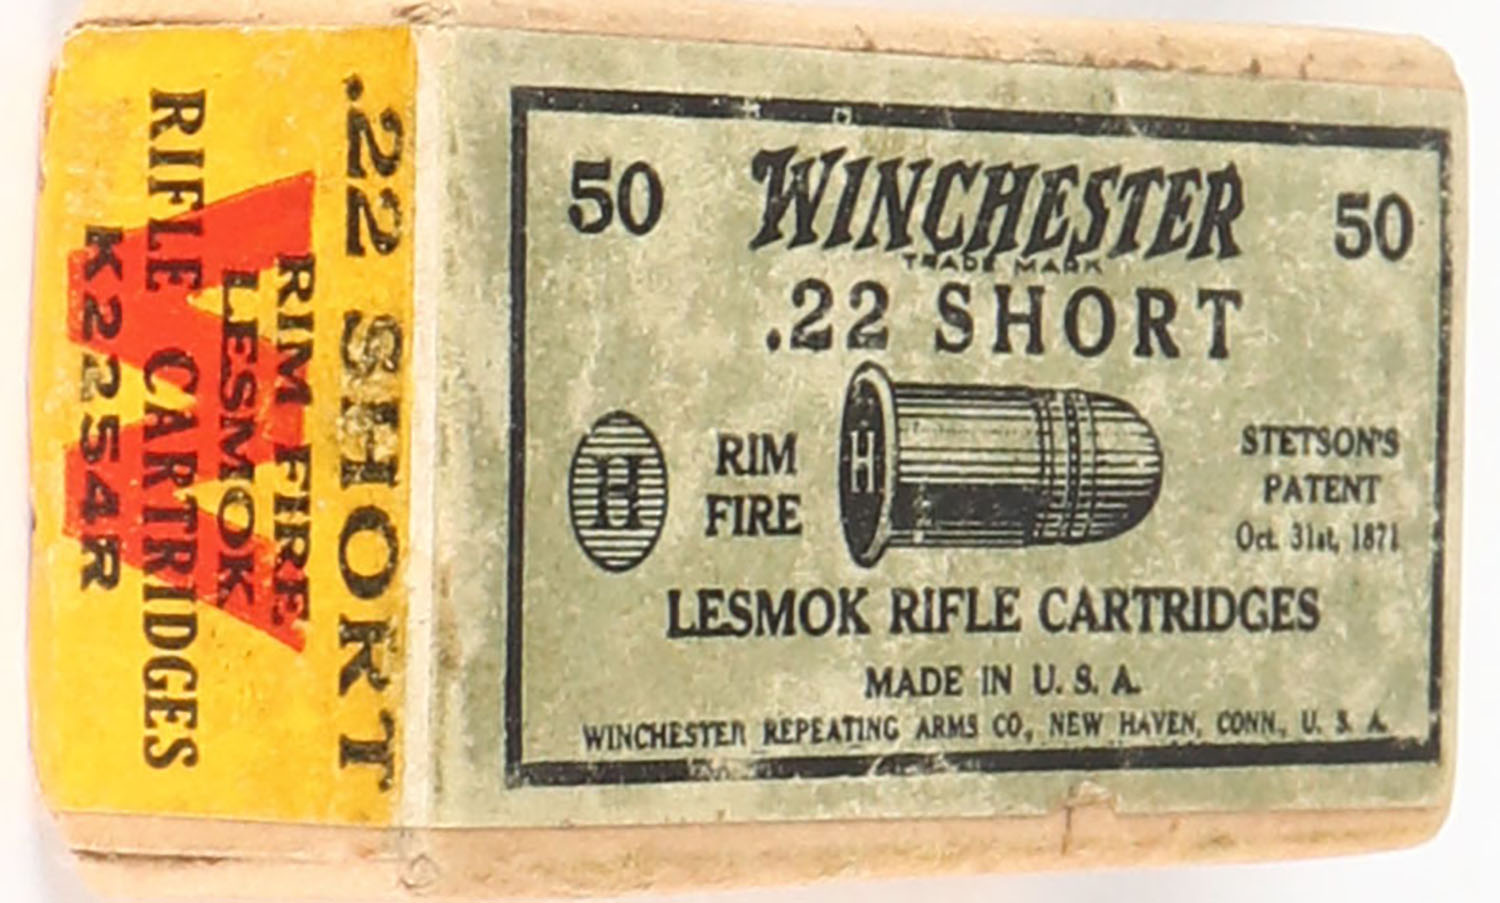 .22 SHORT
RIM FIRE
LESMOK
RIFLE CARTRIDGES
K2254R
W
50 WINCHESTER 50
TRADE MARK
.22 SHORT
H
RIM
FIRE
H
STETSON'S
PATENT
Oct. 31st, 1871
LESMOK RIFLE CARTRIDGES
MADE IN U. S. A.
WINCHESTER REPEATING ARMS CO., NEW HAVEN, CONN., U. S. A.